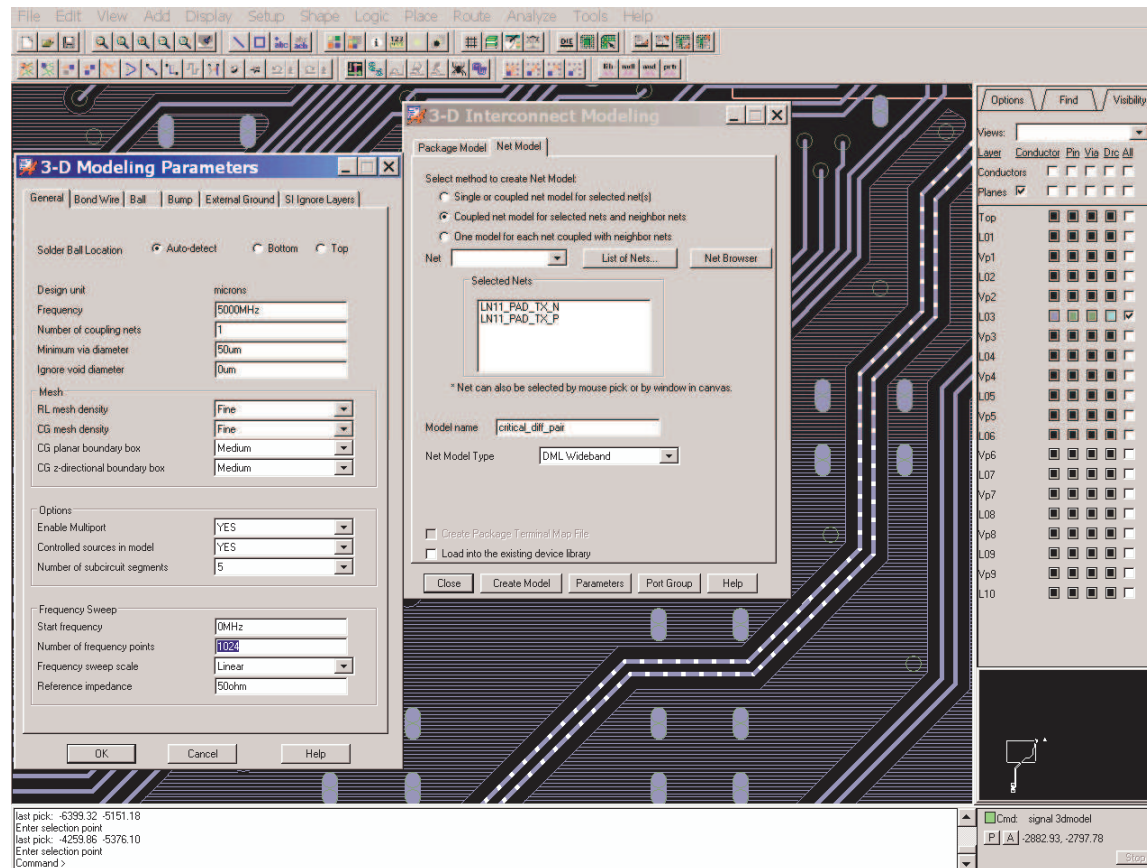 File Edit View Add Display Setup Shape Logic Place Route Analyze Tools Help
3-D Interconnect Modeling
Package Model Net Model
Select method to create Net Model:
Single or coupled net model for selected net(s)
Coupled net model for selected nets and neighbor nets
One model for each net coupled with neighbor nets
Net List of Nets... Net Browser
Selected Nets
LN11_PAD_TX_N
LN11_PAD_TX_P
* Net can also be selected by mouse pick or by window in canvas.
Model name critical_diff_pair
Net Model Type DML Wideband
Create Package Terminal Map File
Load into the existing device library
Close Create Model Parameters Port Group Help
3-D Modeling Parameters
General Bond Wire Ball Bump External Ground SI Ignore Layers
Solder Ball Location Auto-detect Bottom Top
Design unit microns
Frequency 5000MHz
Number of coupling nets 1
Minimum via diameter 50um
Ignore void diameter 0um
Mesh
RL mesh density Fine
CG mesh density Fine
CG planar boundary box Medium
CG z-directional boundary box Medium
Options
Enable Multiport YES
Controlled sources in model YES
Number of subcircuit segments 5
Frequency Sweep
Start frequency 0MHz
Number of frequency points 1024
Frequency sweep scale Linear
Reference impedance 50ohm
OK Cancel Help
Options Find Visibility
Views:
Layer Conductor Pin Via Drc All
Conductors
Planes
Top
L01
Vp1
L02
Vp2
L03
Vp3
L04
Vp4
L05
Vp5
L06
Vp6
L07
Vp7
L08
Vp8
L09
Vp9
L10
last pick: -6399.32 -5151.18
Enter selection point
last pick: -4259.86 -5376.10
Enter selection point
Command >
Cmd: signal 3dmodel
P A -2882.93, -2797.78
Stop